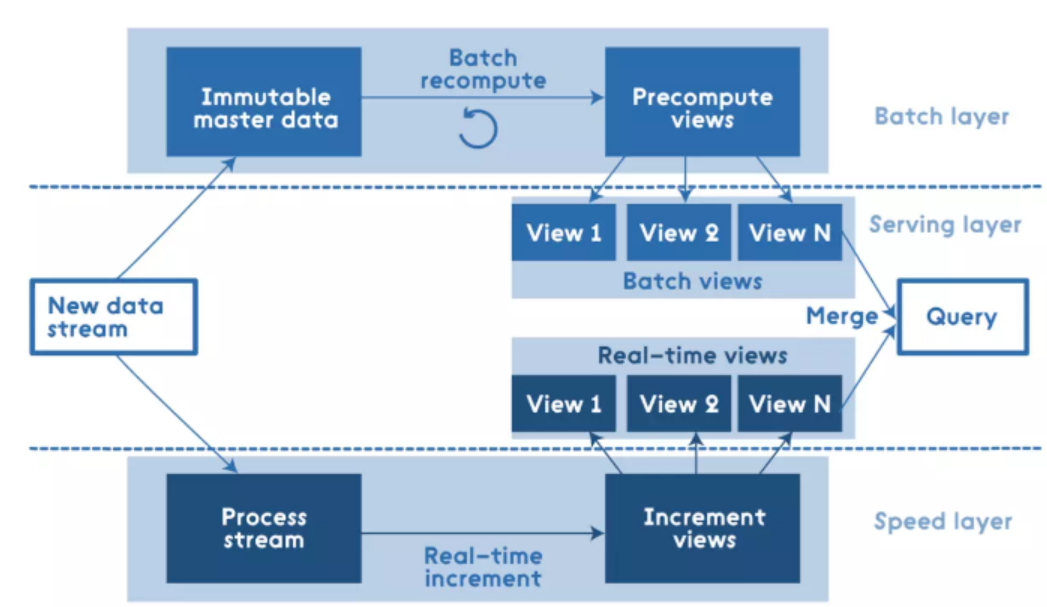 Batch
recompute
Immutable
master data
Precompute
views
Batch layer
View 1
View 2
View N
Serving layer
Batch views
New data
stream
Merge
Query
Real-time views
View 1
View 2
View N
Process
stream
Real-time
increment
Increment
views
Speed layer